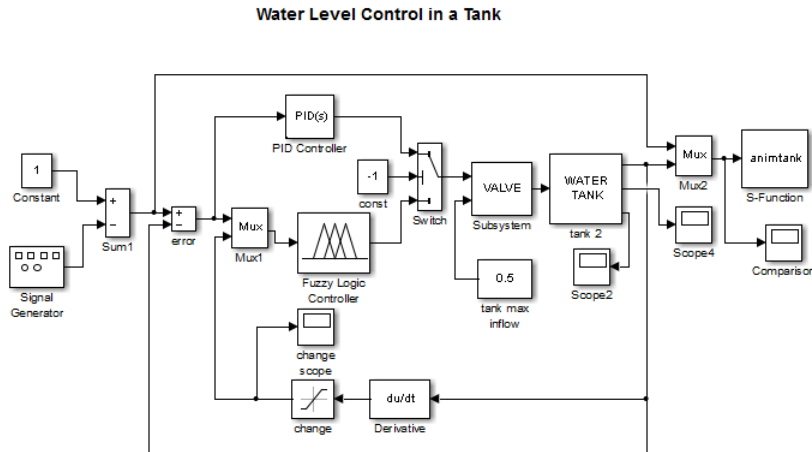 Water Level Control in a Tank
PID(s)
PID Controller
1
Constant
-1
const
Switch
VALVE
Subsystem
WATER
TANK
tank 2
Mux
Mux2
animtank
S-Function
+
−
Sum1
+
−
error
Mux
Mux1
Fuzzy Logic
Controller
Signal
Generator
0.5
tank max
inflow
Scope2
Scope4
Comparison
change
scope
change
du/dt
Derivative